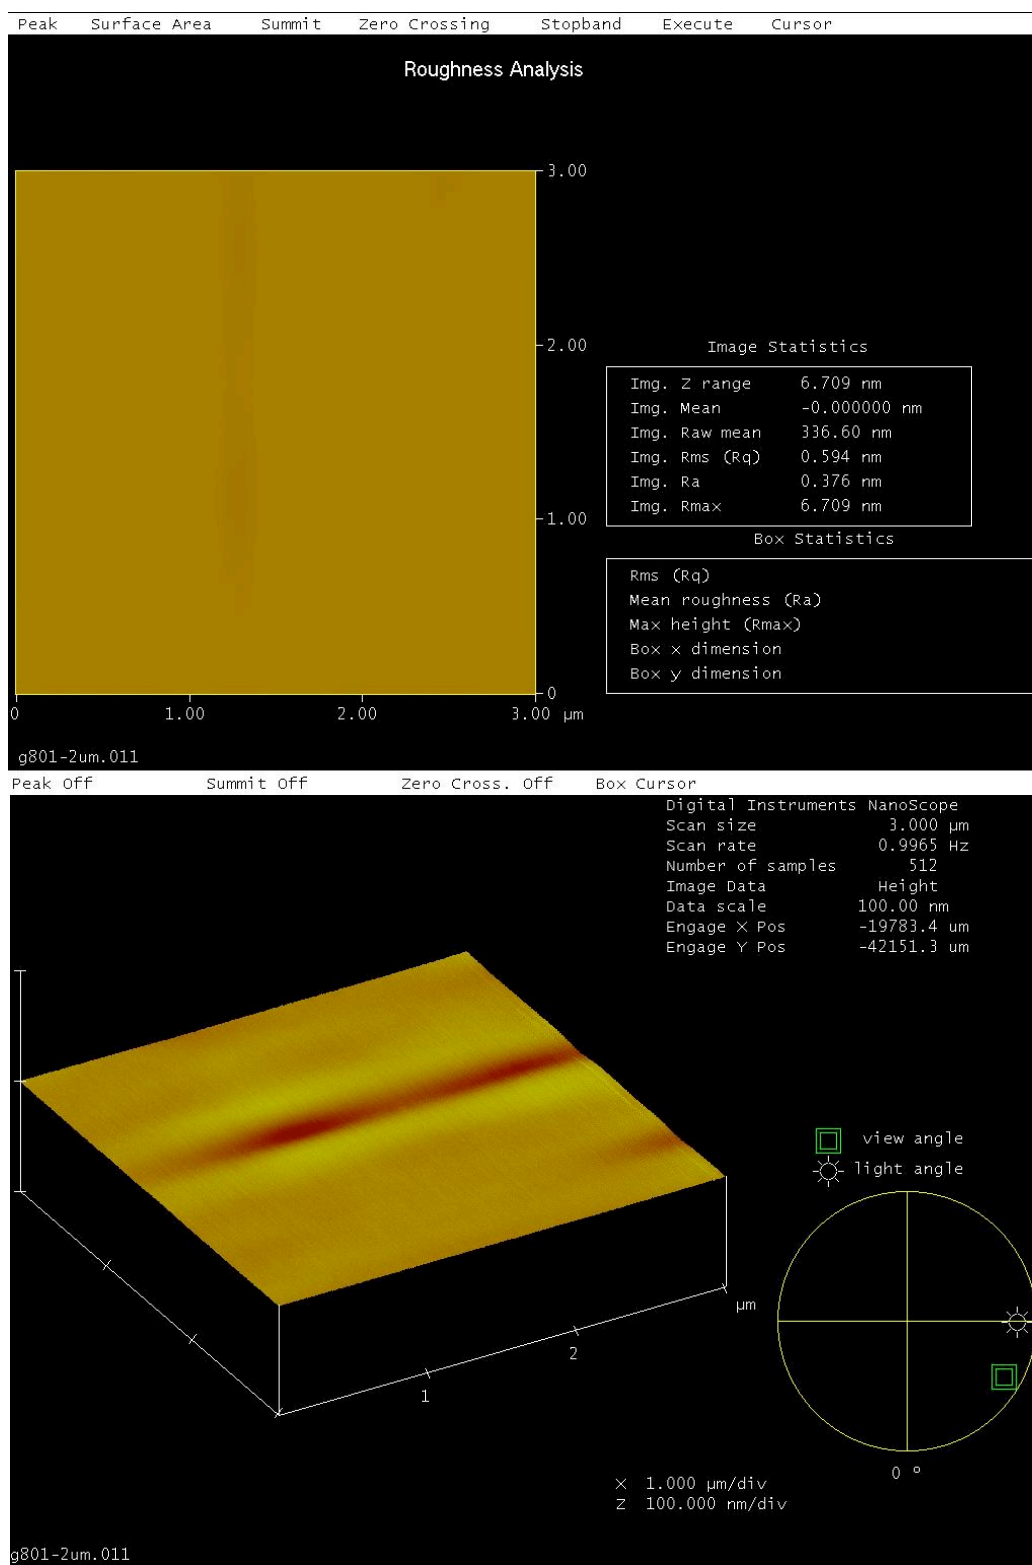 Peak Surface Area Summit Zero Crossing Stopband Execute Cursor
Roughness Analysis
3.00
2.00
1.00
0
0 1.00 2.00 3.00 µm
Image Statistics
Img. Z range 6.709 nm
Img. Mean -0.000000 nm
Img. Raw mean 336.60 nm
Img. Rms (Rq) 0.594 nm
Img. Ra 0.376 nm
Img. Rmax 6.709 nm
Box Statistics
Rms (Rq)
Mean roughness (Ra)
Max height (Rmax)
Box x dimension
Box y dimension
g801-2um.011
Peak Off Summit Off Zero Cross. Off Box Cursor
Digital Instruments NanoScope
Scan size 3.000 µm
Scan rate 0.9965 Hz
Number of samples 512
Image Data Height
Data scale 100.00 nm
Engage X Pos -19783.4 um
Engage Y Pos -42151.3 um
view angle
light angle
µm
2
1
0 º
X 1.000 µm/div
Z 100.000 nm/div
g801-2um.011